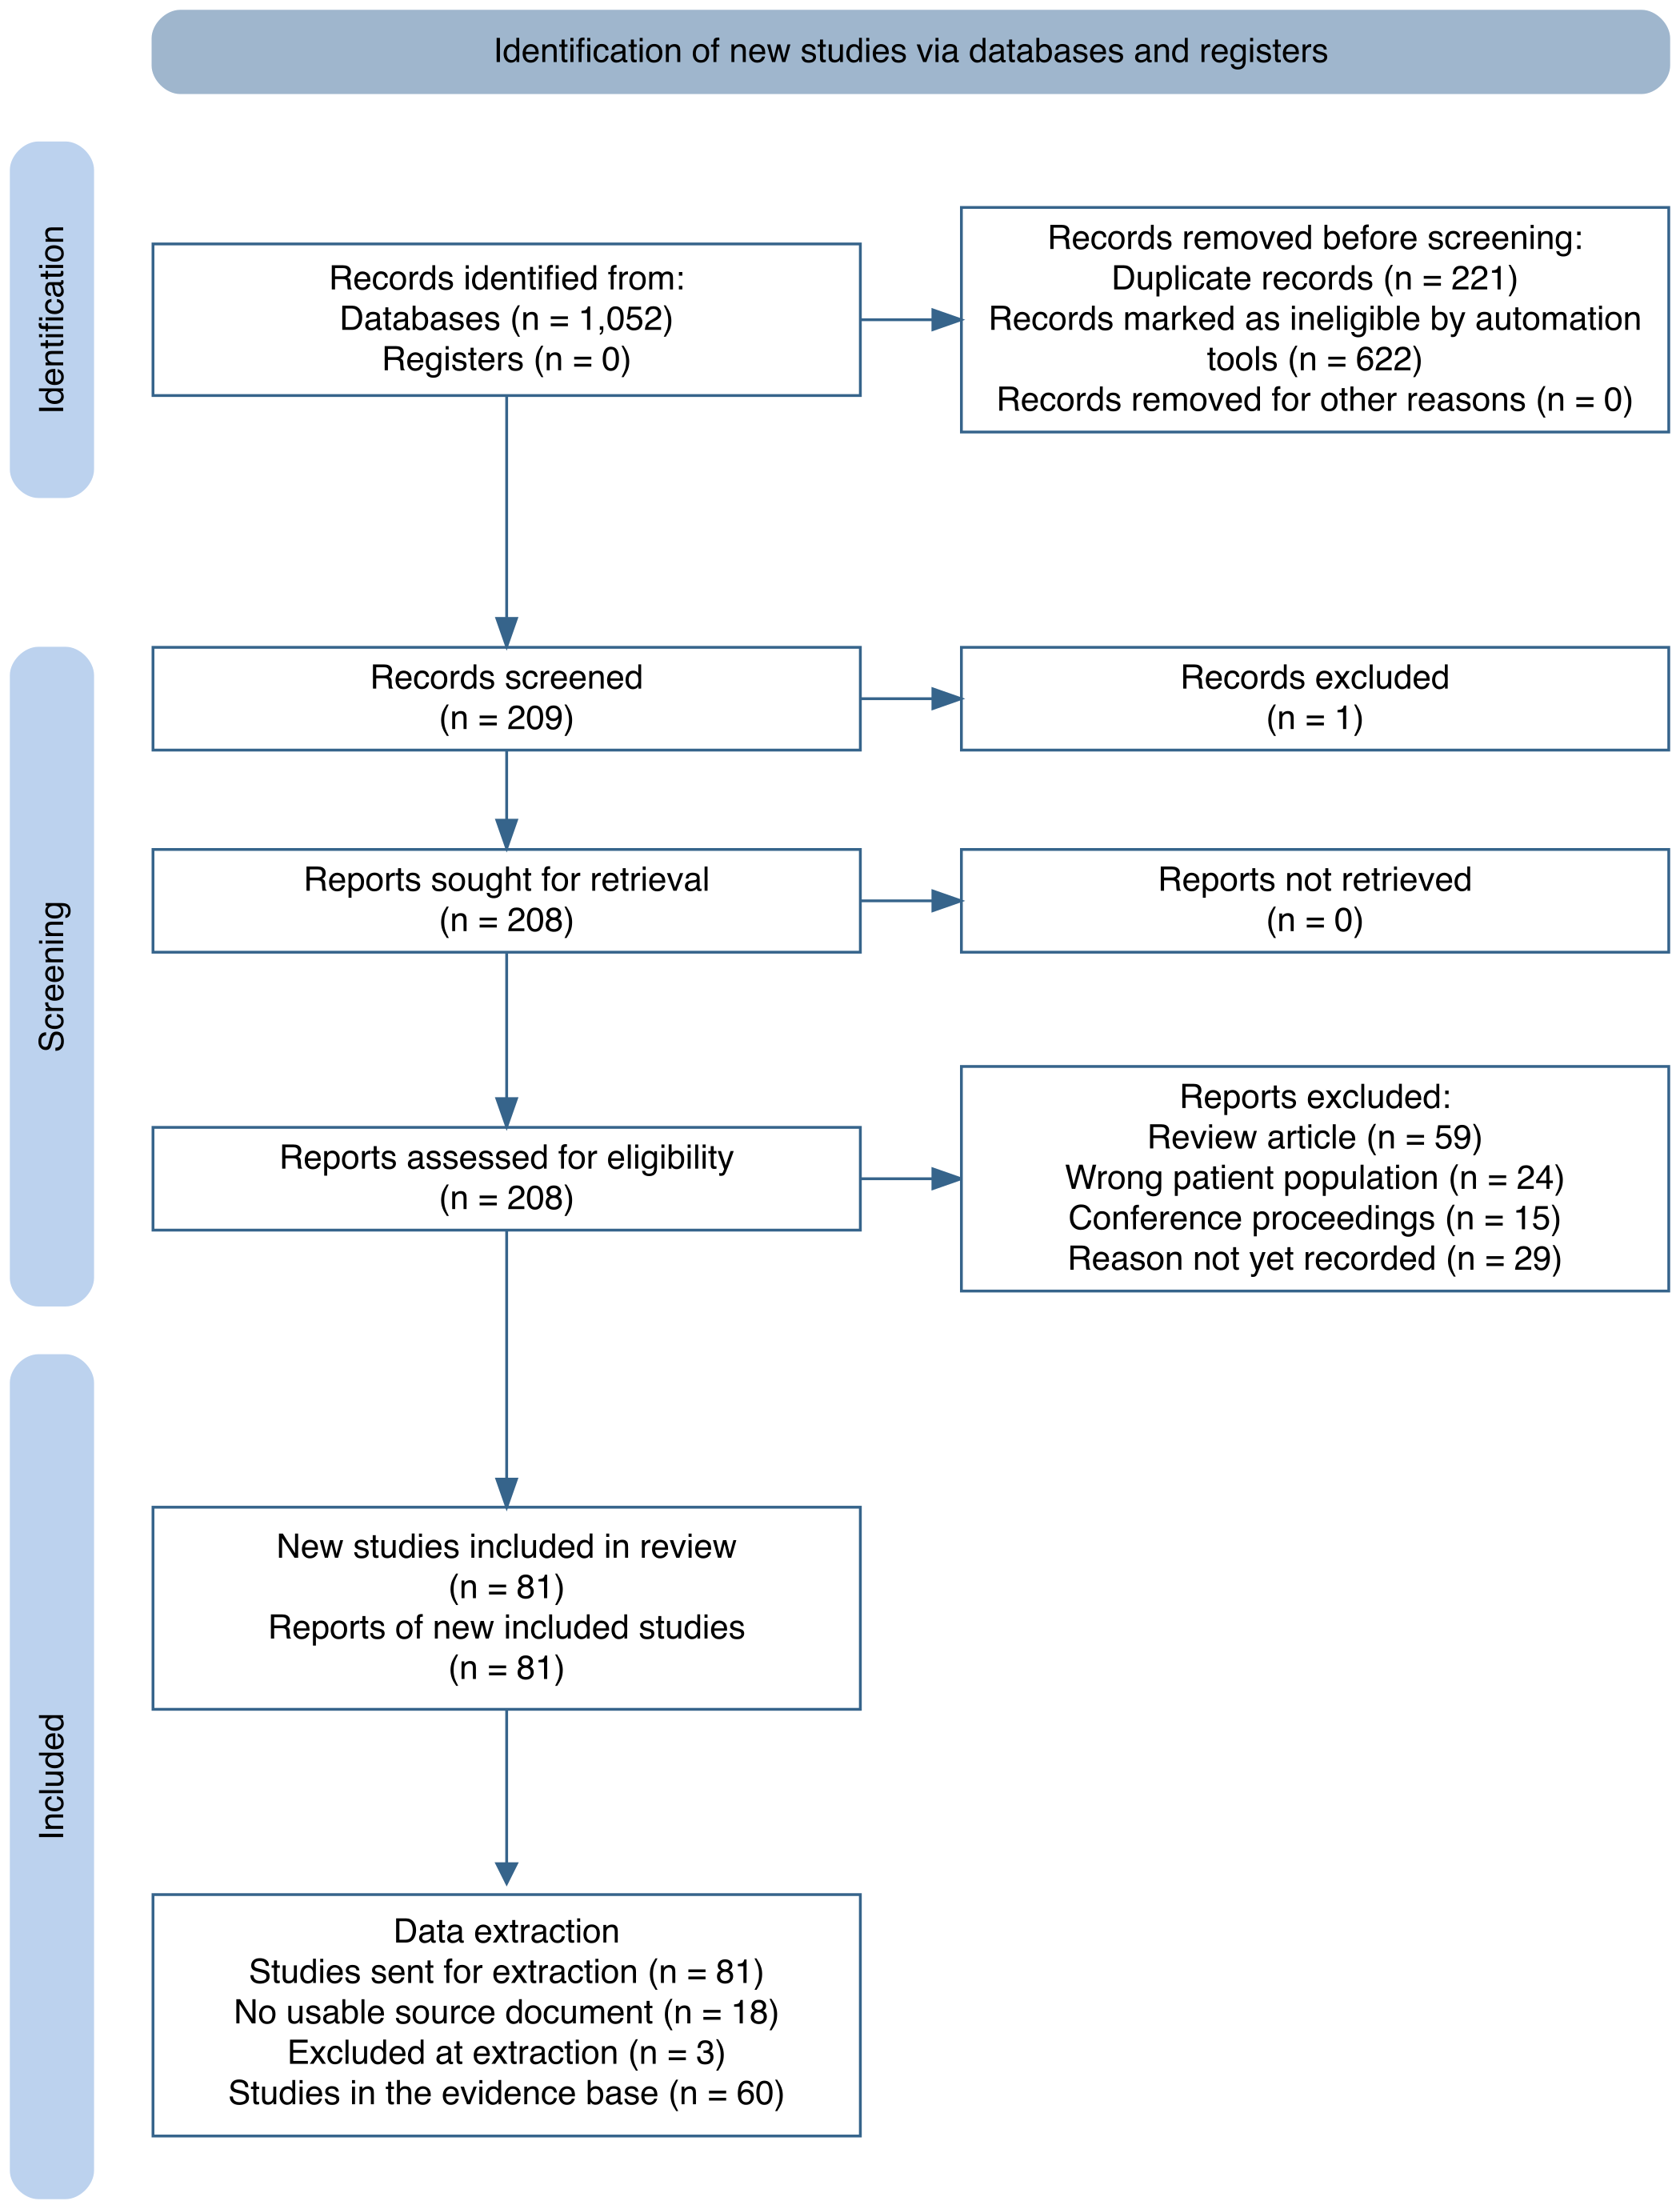 Identification of new studies via databases and registers
Identification
Records identified from:
Databases (n = 1,052)
Registers (n = 0)
Records removed before screening:
Duplicate records (n = 221)
Records marked as ineligible by automation
tools (n = 622)
Records removed for other reasons (n = 0)
Screening
Records screened
(n = 209)
Records excluded
(n = 1)
Reports sought for retrieval
(n = 208)
Reports not retrieved
(n = 0)
Reports assessed for eligibility
(n = 208)
Reports excluded:
Review article (n = 59)
Wrong patient population (n = 24)
Conference proceedings (n = 15)
Reason not yet recorded (n = 29)
Included
New studies included in review
(n = 81)
Reports of new included studies
(n = 81)
Data extraction
Studies sent for extraction (n = 81)
No usable source document (n = 18)
Excluded at extraction (n = 3)
Studies in the evidence base (n = 60)